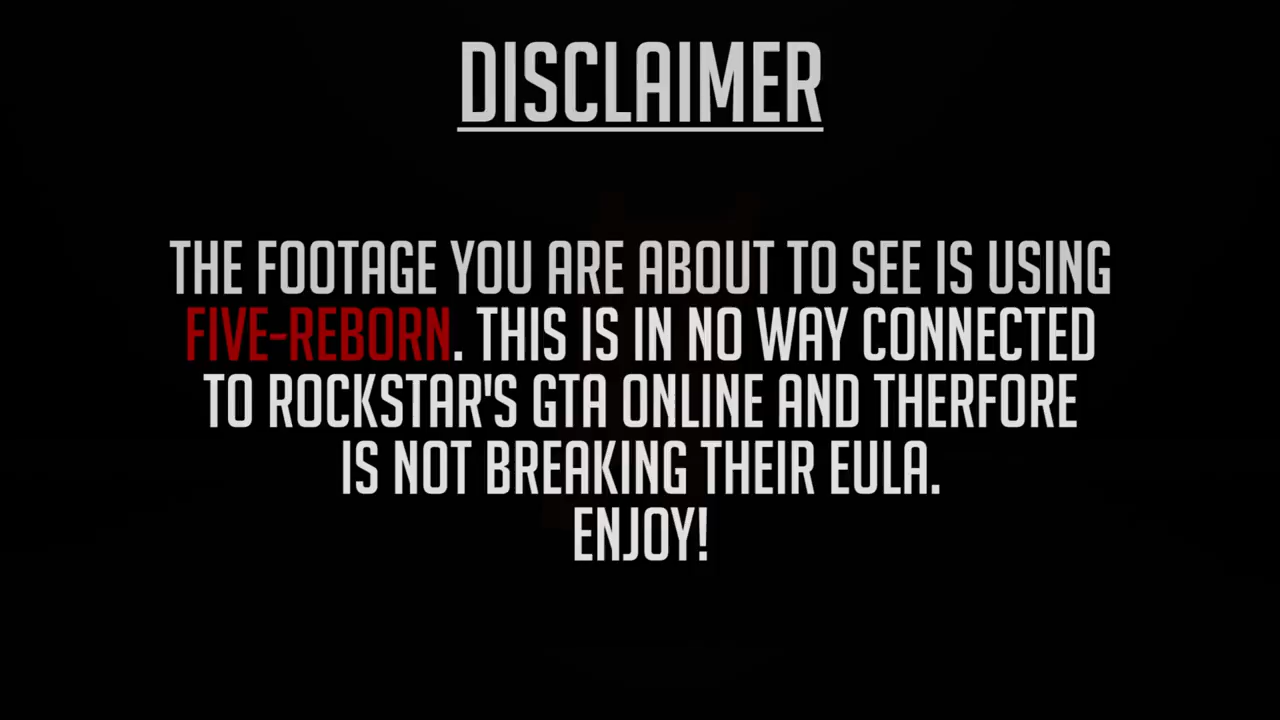 DISCLAIMER
THE FOOTAGE YOU ARE ABOUT TO SEE IS USING
FIVE-REBORN. THIS IS IN NO WAY CONNECTED
TO ROCKSTAR'S GTA ONLINE AND THERFORE
IS NOT BREAKING THEIR EULA.
ENJOY!